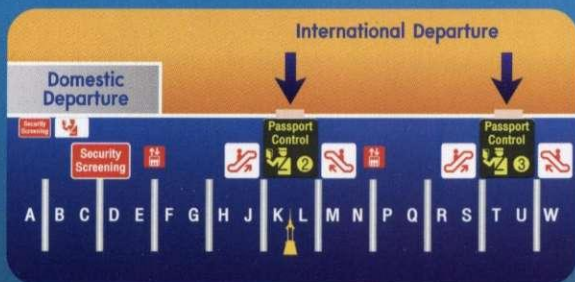 International Departure
Domestic
Departure
Security
Screening
Security
Screening
Passport
Control
2
Passport
Control
3
A B C D E F G H J K L M N P Q R S T U W